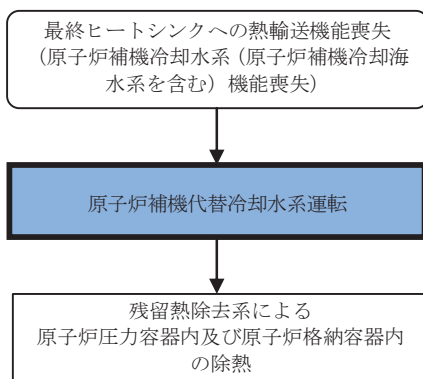 最終ヒートシンクへの熱輸送機能喪失
(原子炉補機冷却水系(原子炉補機冷却海
水系を含む)機能喪失)
原子炉補機代替冷却水系運転
残留熱除去系による
原子炉圧力容器内及び原子炉格納容器内
の除熱